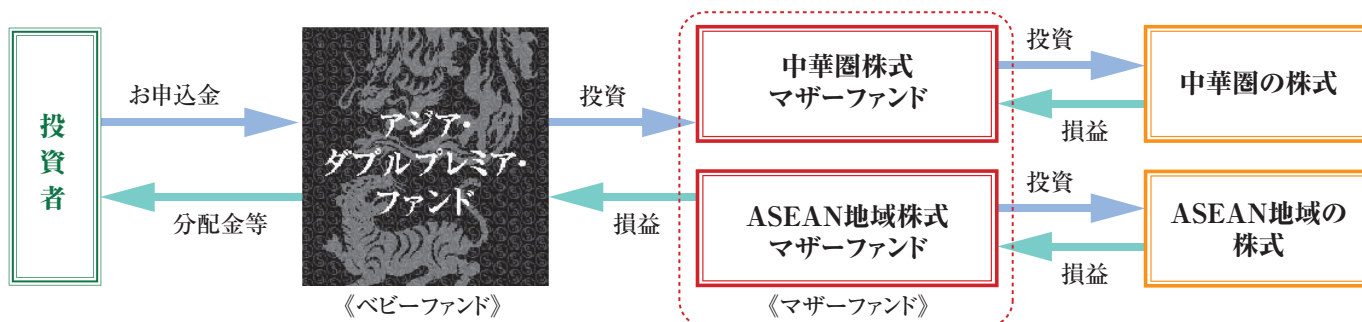 投資者
お申込金
分配金等
アジア・
ダブルプレミア・
ファンド
《ベビーファンド》
投資
損益
中華圏株式
マザーファンド
ASEAN地域株式
マザーファンド
《マザーファンド》
投資
損益
投資
損益
中華圏の株式
ASEAN地域の
株式